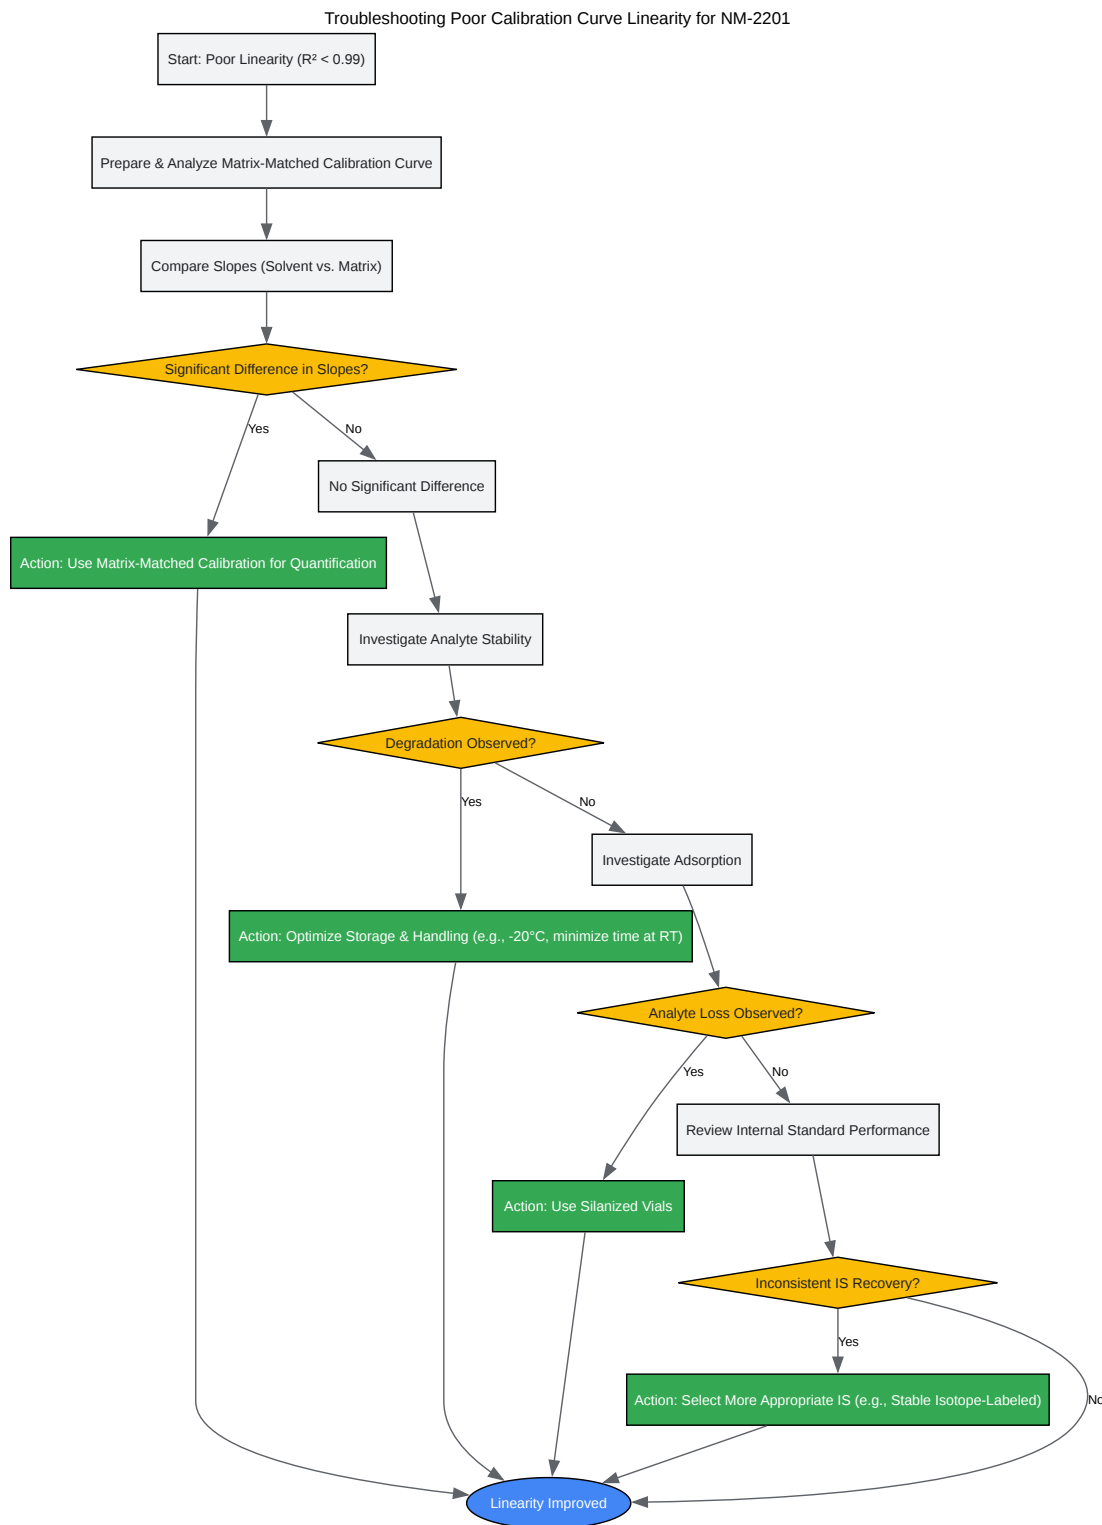 Troubleshooting Poor Calibration Curve Linearity for NM-2201
Start: Poor Linearity (R² < 0.99)
Prepare & Analyze Matrix-Matched Calibration Curve
Compare Slopes (Solvent vs. Matrix)
Significant Difference in Slopes?
Yes
No
No Significant Difference
Action: Use Matrix-Matched Calibration for Quantification
Investigate Analyte Stability
Degradation Observed?
Yes
No
Investigate Adsorption
Action: Optimize Storage & Handling (e.g., -20°C, minimize time at RT)
Analyte Loss Observed?
Yes
No
Review Internal Standard Performance
Action: Use Silanized Vials
Inconsistent IS Recovery?
Yes
Action: Select More Appropriate IS (e.g., Stable Isotope-Labeled)
No
Linearity Improved